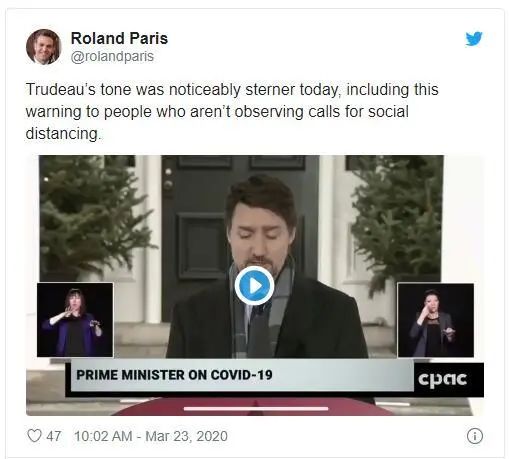 Roland Paris
@rolandparis
Trudeau’s tone was noticeably sterner today, including this
warning to people who aren’t observing calls for social
distancing.
PRIME MINISTER ON COVID-19
cpac
47 10:02 AM - Mar 23, 2020